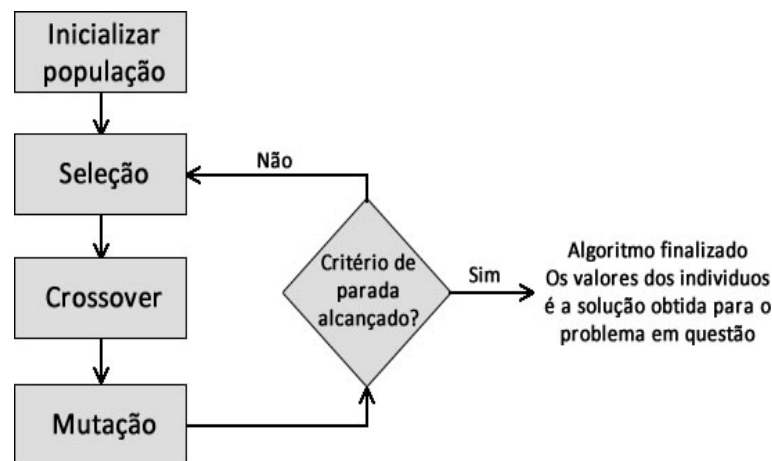 Inicializar
população
Seleção
Não
Crossover
Critério de
parada
alcançado?
Sim
Algoritmo finalizado
Os valores dos individuos
é a solução obtida para o
problema em questão
Mutação